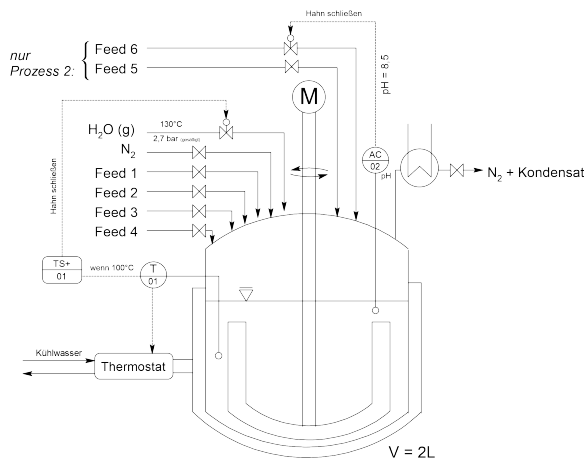 Hahn schließen
nur
Prozess 2:
Feed 6
Feed 5
pH = 8.5
M
H₂O (g)
130°C
2,7 bar (gesättigt)
N₂
Feed 1
Feed 2
Feed 3
Feed 4
Hahn schließen
AC
02
pH
N₂ + Kondensat
TS+
01
wenn 100°C
T
01
Kühlwasser
Thermostat
V = 2L